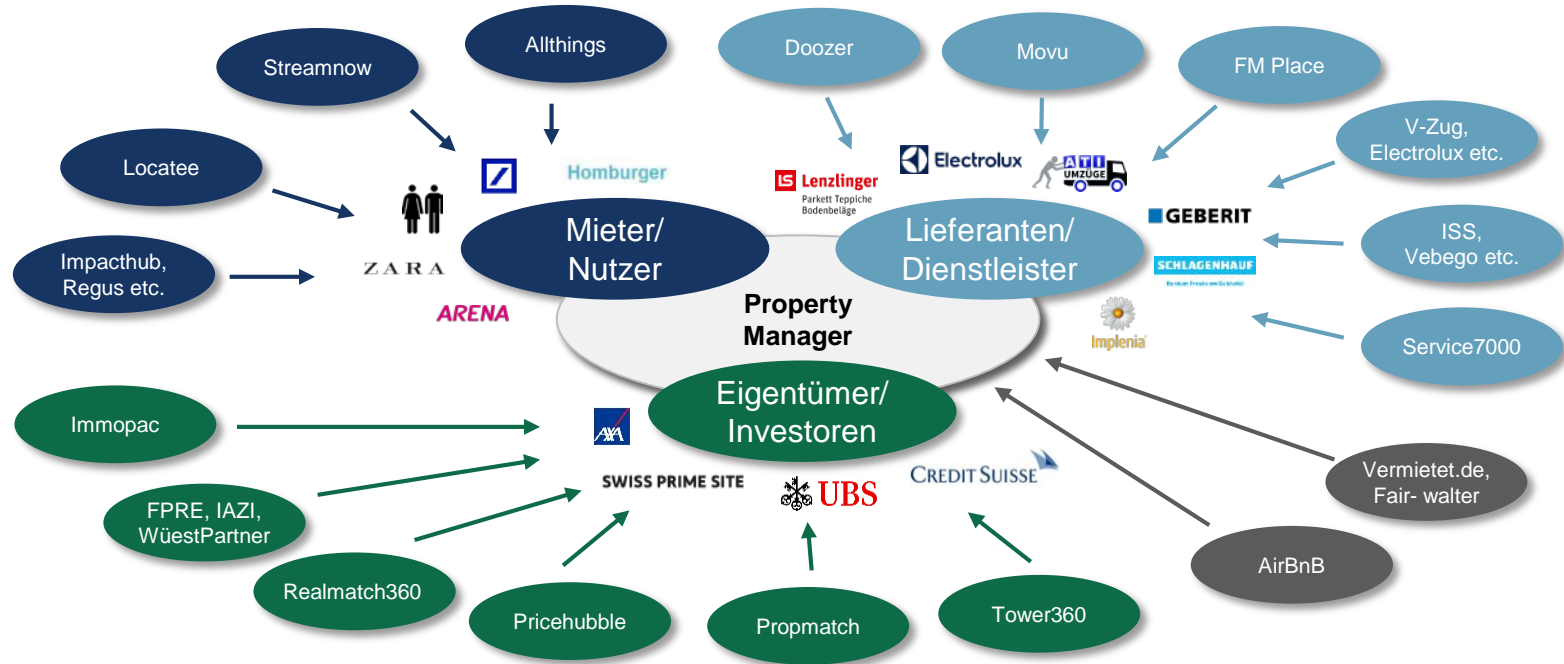 Allthings
Doozer
Movu
FM Place
Streamnow
V-Zug,
Electrolux etc.
Locatee
Homburger
Electrolux
ATI
UMZÜGE
LS Lenzlinger
Parkett Teppiche
Bodenbeläge
GEBERIT
Mieter/
Nutzer
Lieferanten/
Dienstleister
ISS,
Vebego etc.
Impacthub,
Regus etc.
ZARA
SCHLAGENHAUF
ARENA
Property
Manager
Implenia
Service7000
Eigentümer/
Investoren
Immopac
AXA
SWISS PRIME SITE
UBS
CREDIT SUISSE
Vermietet.de,
Fair- walter
FPRE, IAZI,
WüestPartner
AirBnB
Realmatch360
Pricehubble
Propmatch
Tower360